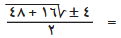 = ٤ ± √١٦ + ٤٨
٢